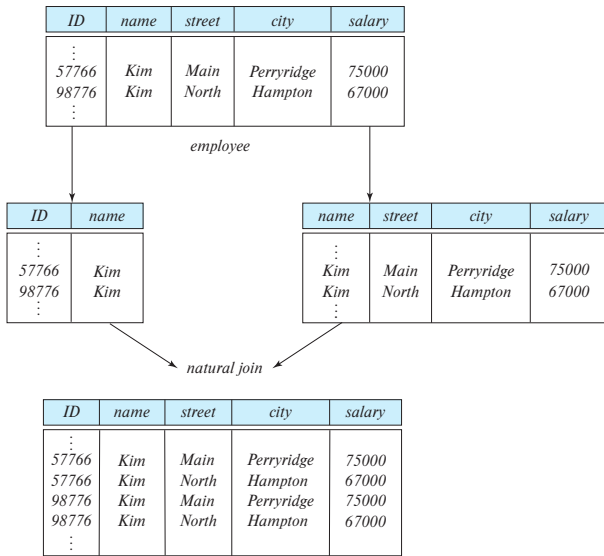 ID name street city salary
⋮
57766 Kim Main Perryridge 75000
98776 Kim North Hampton 67000
⋮
employee
ID name
⋮
57766 Kim
98776 Kim
⋮
name street city salary
⋮
Kim Main Perryridge 75000
Kim North Hampton 67000
⋮
natural join
ID name street city salary
⋮
57766 Kim Main Perryridge 75000
57766 Kim North Hampton 67000
98776 Kim Main Perryridge 75000
98776 Kim North Hampton 67000
⋮